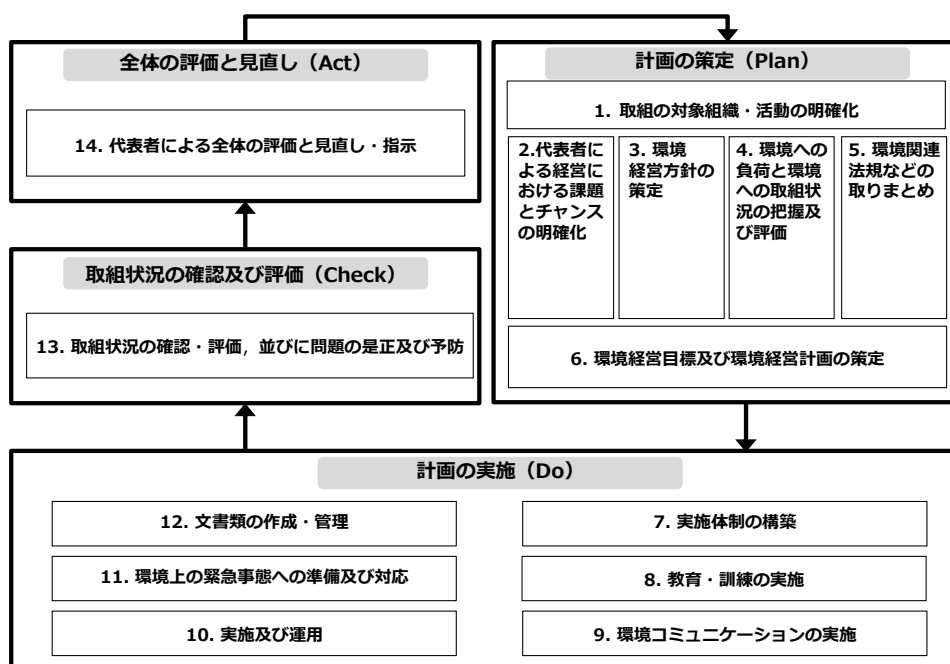 全体の評価と見直し（Act）
14. 代表者による全体の評価と見直し・指示
取組状況の確認及び評価（Check）
13. 取組状況の確認・評価，並びに問題の是正及び予防
計画の策定（Plan）
1. 取組の対象組織・活動の明確化
2.代表者に
よる経営に
おける課題
とチャンス
の明確化
3. 環境
経営方針の
策定
4. 環境への
負荷と環境
への取組状
況の把握及
び評価
5. 環境関連
法規などの
取りまとめ
6. 環境経営目標及び環境経営計画の策定
計画の実施（Do）
12. 文書類の作成・管理
11. 環境上の緊急事態への準備及び対応
10. 実施及び運用
7. 実施体制の構築
8. 教育・訓練の実施
9. 環境コミュニケーションの実施